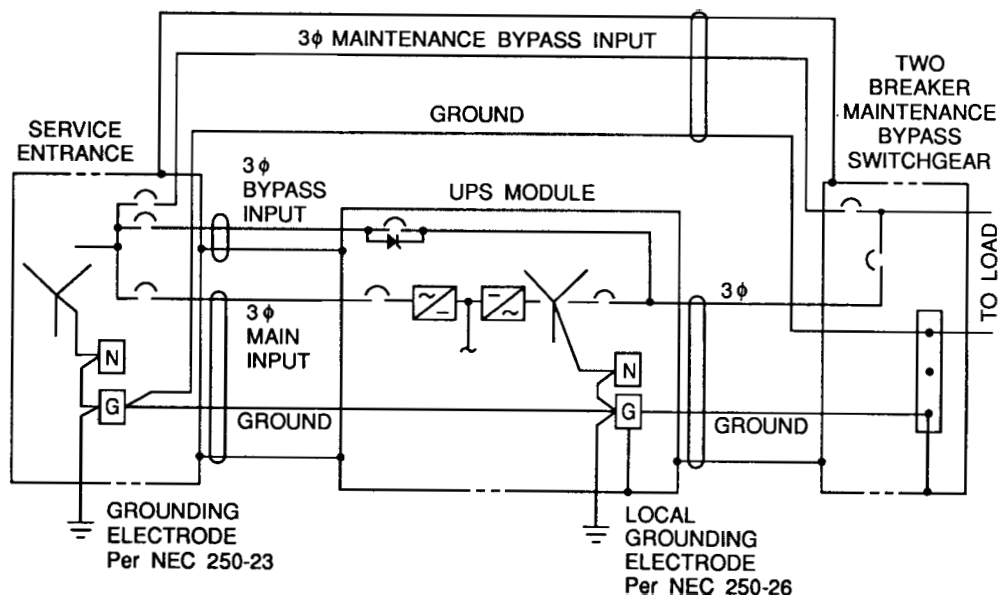 3ϕ MAINTENANCE BYPASS INPUT
TWO
BREAKER
MAINTENANCE
BYPASS
SWITCHGEAR
GROUND
SERVICE
ENTRANCE
3ϕ
BYPASS
INPUT
UPS MODULE
TO LOAD
3ϕ
MAIN
INPUT
3ϕ
N
N
G
G
GROUND
GROUND
GROUNDING
ELECTRODE
Per NEC 250-23
LOCAL
GROUNDING
ELECTRODE
Per NEC 250-26